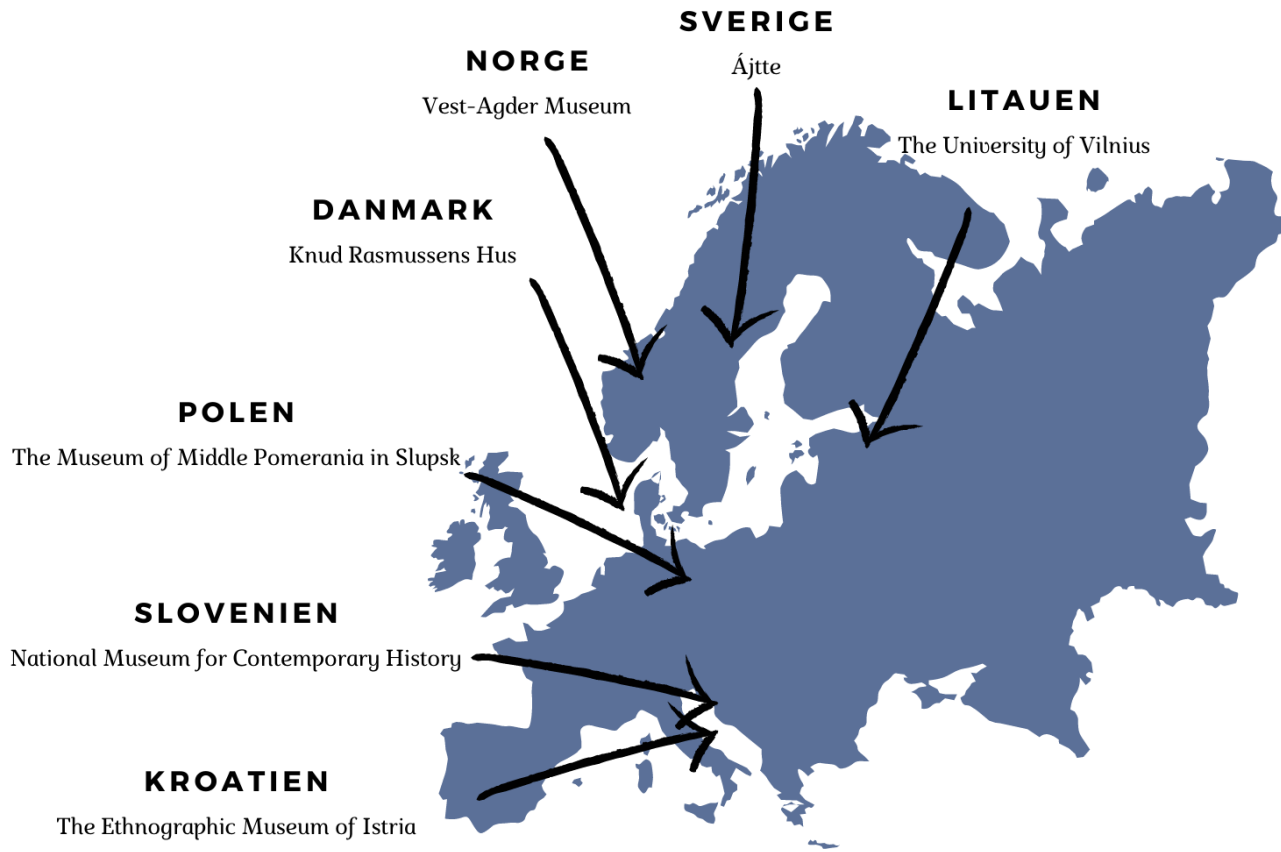 SVERIGE
Ájtte
NORGE
Vest-Agder Museum
LITAUEN
The University of Vilnius
DANMARK
Knud Rasmussens Hus
POLEN
The Museum of Middle Pomerania in Slupsk
SLOVENIEN
National Museum for Contemporary History
KROATIEN
The Ethnographic Museum of Istria